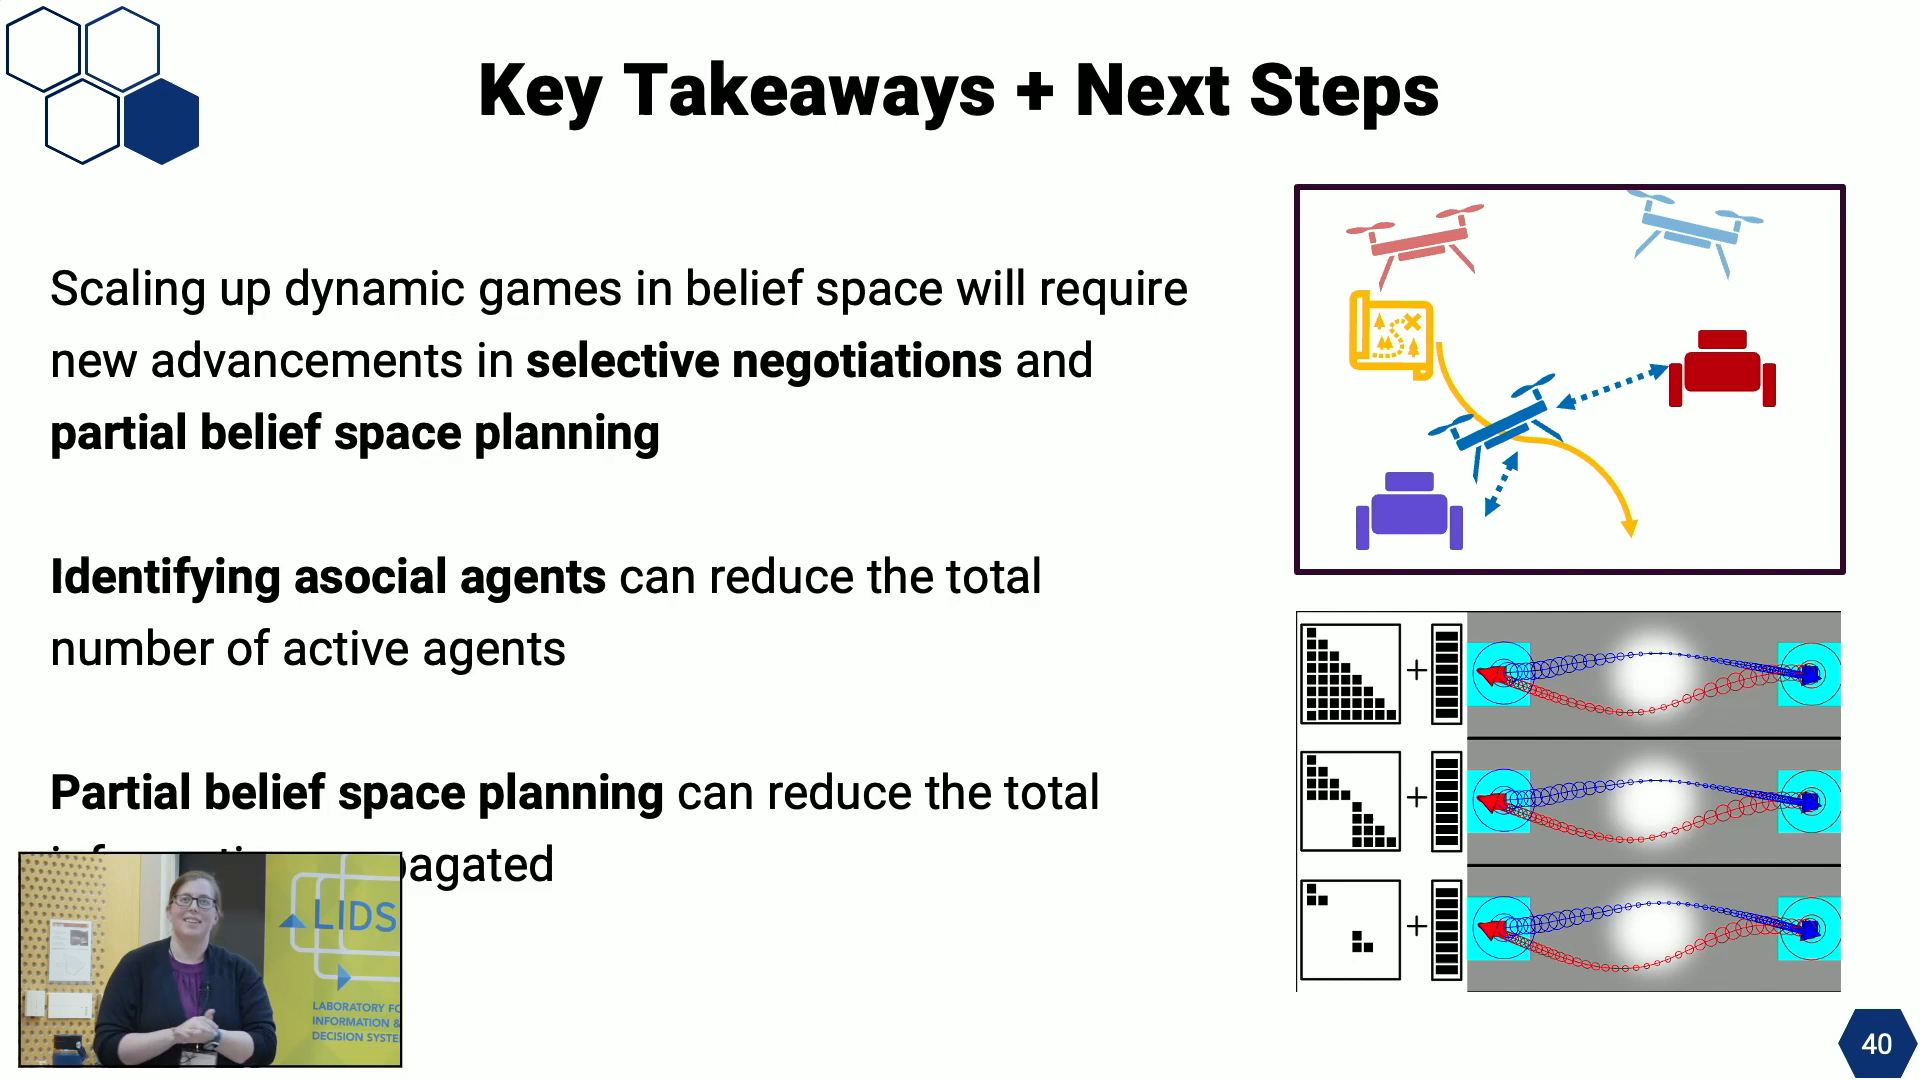 Key Takeaways + Next Steps
Scaling up dynamic games in belief space will require
new advancements in selective negotiations and
partial belief space planning
Identifying asocial agents can reduce the total
number of active agents
Partial belief space planning can reduce the total
LIDS
LABORATORY
INFORMATION &
DECISION
40